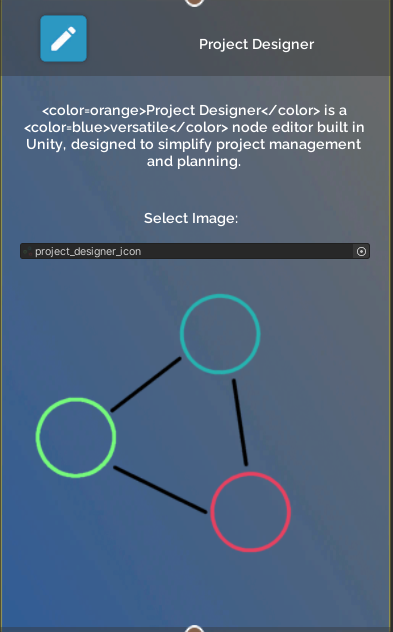 Project Designer
<color=orange>Project Designer</color> is a
<color=blue>versatile</color> node editor built in
Unity, designed to simplify project management
and planning.
Select Image:
project_designer_icon